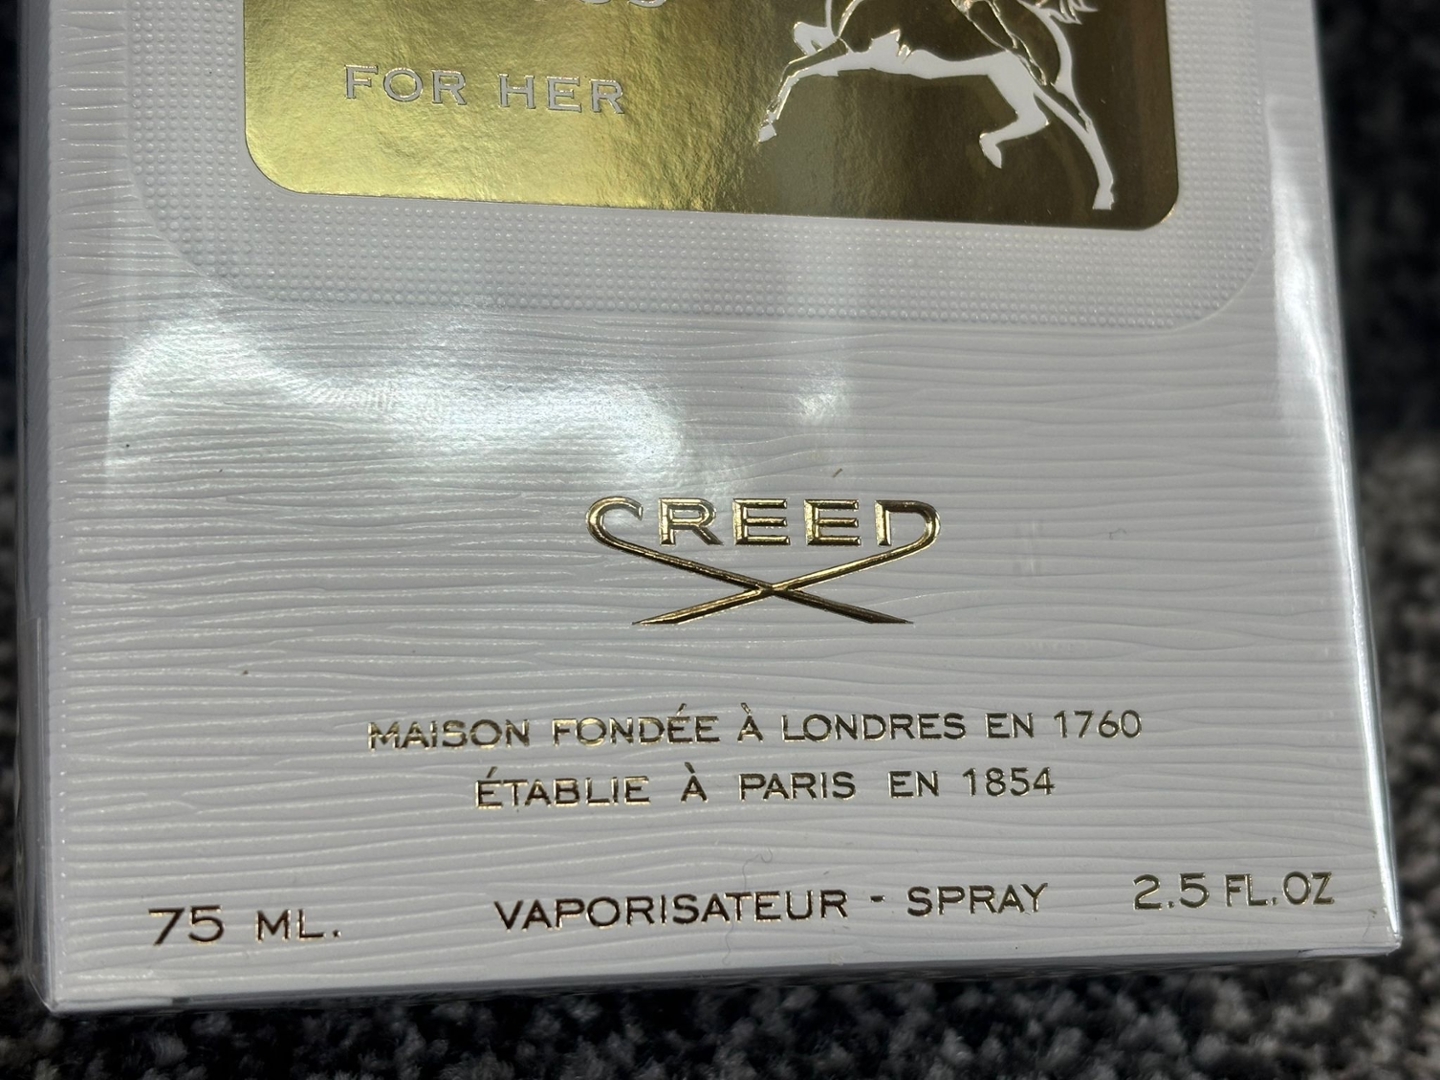 FOR HER
CREED
MAISON FONDÉE À LONDRES EN 1760
ÉTABLIE À PARIS EN 1854
75 ML. VAPORISATEUR - SPRAY 2.5 FL.OZ